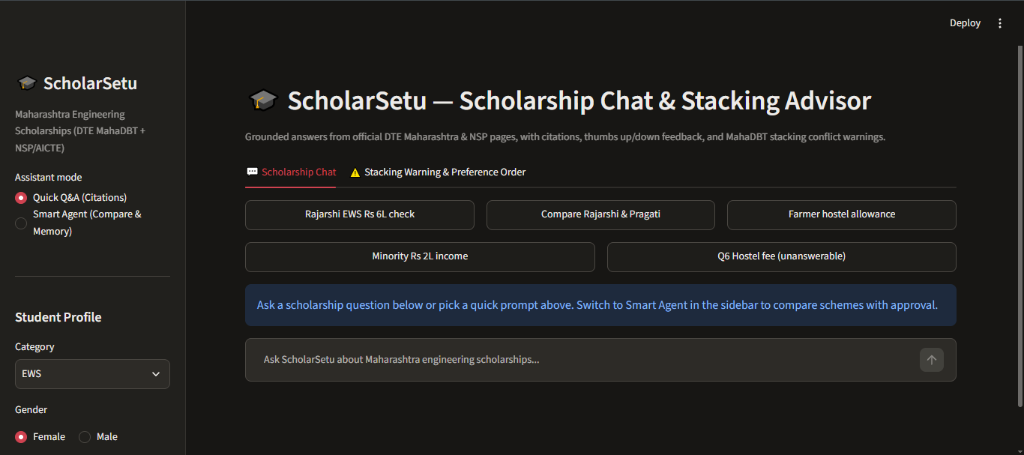 Deploy
ScholarSetu
Maharashtra Engineering
Scholarships (DTE MahaDBT +
NSP/AICTE)
Assistant mode
Quick Q&A (Citations)
Smart Agent (Compare &
Memory)
Student Profile
Category
EWS
Gender
Female
Male
ScholarSetu — Scholarship Chat & Stacking Advisor
Grounded answers from official DTE Maharashtra & NSP pages, with citations, thumbs up/down feedback, and MahaDBT stacking conflict warnings.
Scholarship Chat
Stacking Warning & Preference Order
Rajarshi EWS Rs 6L check
Compare Rajarshi & Pragati
Farmer hostel allowance
Minority Rs 2L income
Q6 Hostel fee (unanswerable)
Ask a scholarship question below or pick a quick prompt above. Switch to Smart Agent in the sidebar to compare schemes with approval.
Ask ScholarSetu about Maharashtra engineering scholarships...